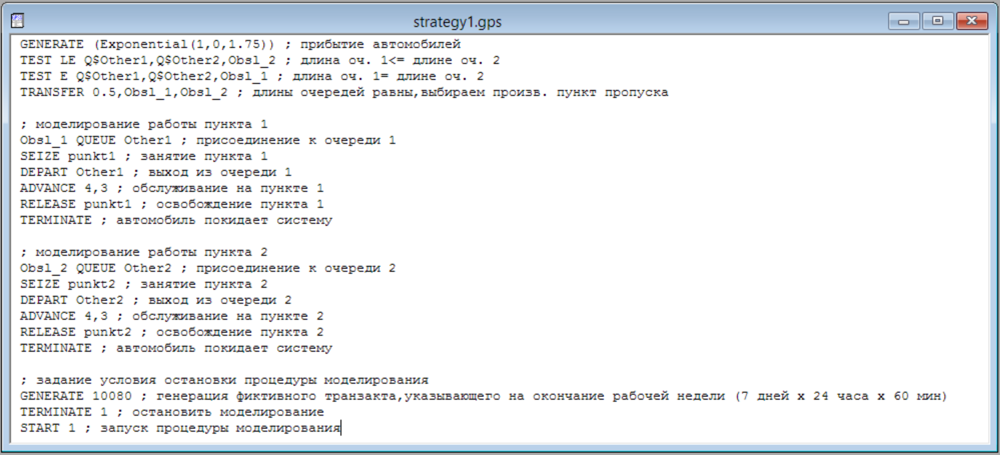 strategy1.gps
GENERATE (Exponential(1,0,1.75)) ; прибытие автомобилей
TEST LE Q$Other1,Q$Other2,Obsl_2 ; длина оч. 1<= длине оч. 2
TEST E Q$Other1,Q$Other2,Obsl_1 ; длина оч. 1= длине оч. 2
TRANSFER 0.5,Obsl_1,Obsl_2 ; длины очередей равны,выбираем произв. пункт пропуска
; моделирование работы пункта 1
Obsl_1 QUEUE Other1 ; присоединение к очереди 1
SEIZE punkt1 ; занятие пункта 1
DEPART Other1 ; выход из очереди 1
ADVANCE 4,3 ; обслуживание на пункте 1
RELEASE punkt1 ; освобождение пункта 1
TERMINATE ; автомобиль покидает систему
; моделирование работы пункта 2
Obsl_2 QUEUE Other2 ; присоединение к очереди 2
SEIZE punkt2 ; занятие пункта 2
DEPART Other2 ; выход из очереди 2
ADVANCE 4,3 ; обслуживание на пункте 2
RELEASE punkt2 ; освобождение пункта 2
TERMINATE ; автомобиль покидает систему
; задание условия остановки процедуры моделирования
GENERATE 10080 ; генерация фиктивного транзакта,указывающего на окончание рабочей недели (7 дней х 24 часа х 60 мин)
TERMINATE 1 ; остановить моделирование
START 1 ; запуск процедуры моделирования